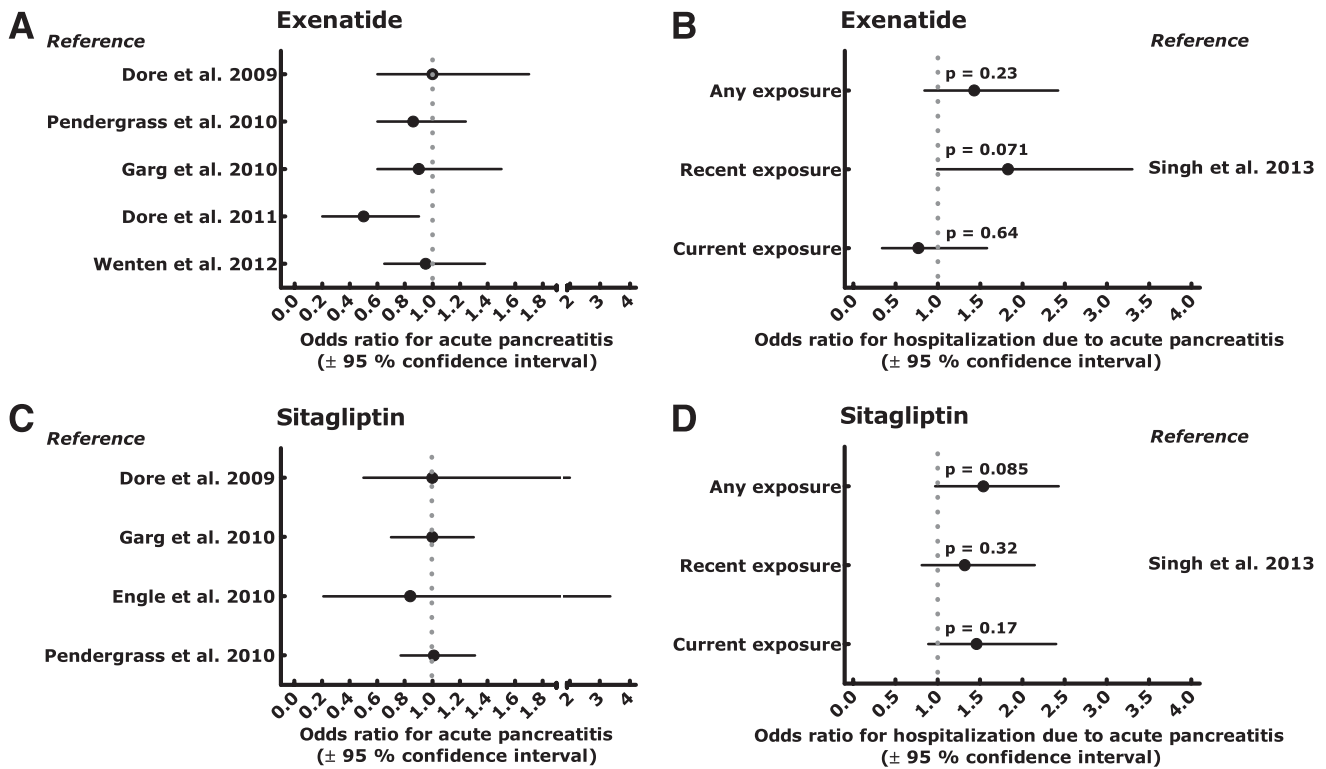 A
Exenatide
Reference
Dore et al. 2009
Pendergrass et al. 2010
Garg et al. 2010
Dore et al. 2011
Wenten et al. 2012
0.0 0.2 0.4 0.6 0.8 1.0 1.2 1.4 1.6 1.8 2 3 4
Odds ratio for acute pancreatitis
(± 95 % confidence interval)
B
Exenatide
Reference
p = 0.23
Any exposure
p = 0.071
Recent exposure
Singh et al. 2013
p = 0.64
Current exposure
0.0 0.5 1.0 1.5 2.0 2.5 3.0 3.5 4.0
Odds ratio for hospitalization due to acute pancreatitis
(± 95 % confidence interval)
C
Sitagliptin
Reference
Dore et al. 2009
Garg et al. 2010
Engle et al. 2010
Pendergrass et al. 2010
0.0 0.2 0.4 0.6 0.8 1.0 1.2 1.4 1.6 1.8 2 3 4
Odds ratio for acute pancreatitis
(± 95 % confidence interval)
D
Sitagliptin
Reference
p = 0.085
Any exposure
p = 0.32
Recent exposure
Singh et al. 2013
p = 0.17
Current exposure
0.0 0.5 1.0 1.5 2.0 2.5 3.0 3.5 4.0
Odds ratio for hospitalization due to acute pancreatitis
(± 95 % confidence interval)